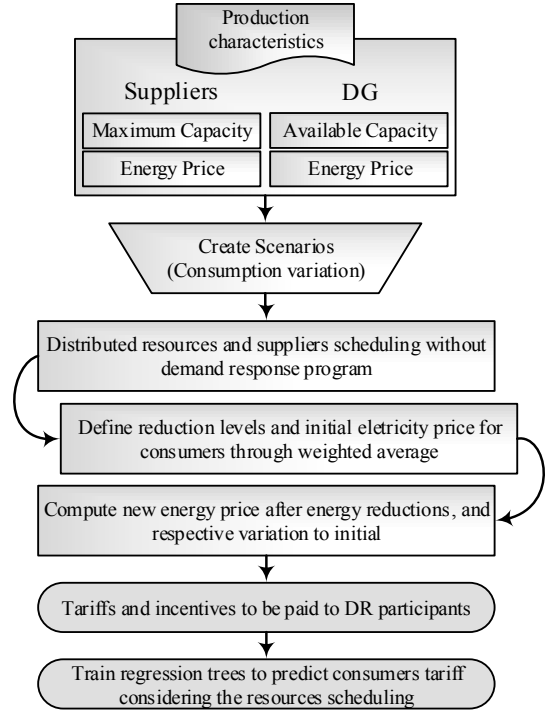 Production
characteristics
Suppliers
DG
Maximum Capacity
Available Capacity
Energy Price
Energy Price
Create Scenarios
(Consumption variation)
Distributed resources and suppliers scheduling without
demand response program
Define reduction levels and initial eletricity price for
consumers through weighted average
Compute new energy price after energy reductions, and
respective variation to initial
Tariffs and incentives to be paid to DR participants
Train regression trees to predict consumers tariff
considering the resources scheduling